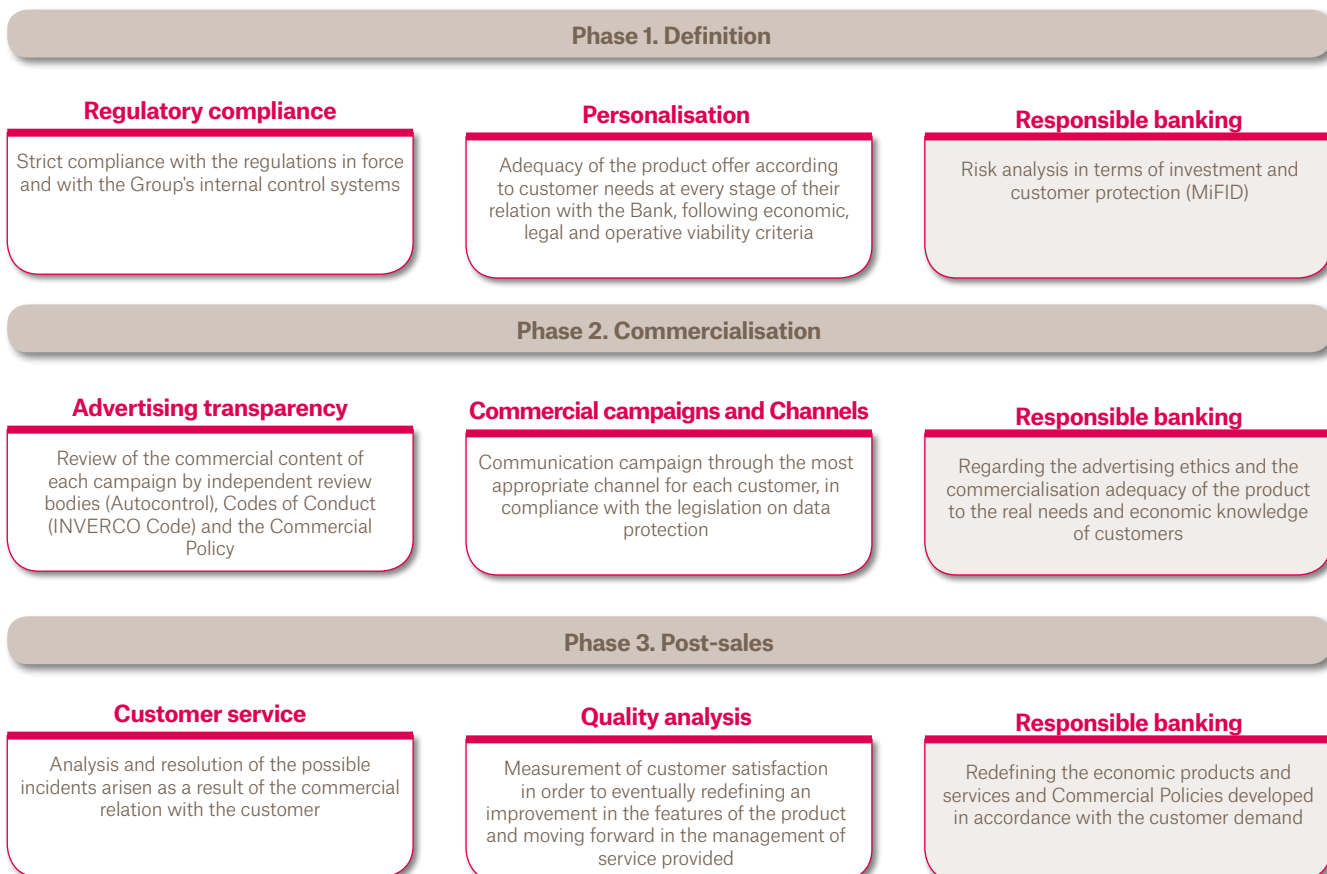 Phase 1. Definition
Regulatory compliance
Strict compliance with the regulations in force
and with the Group's internal control systems
Personalisation
Adequacy of the product offer according
to customer needs at every stage of their
relation with the Bank, following economic,
legal and operative viability criteria
Responsible banking
Risk analysis in terms of investment and
customer protection (MiFID)
Phase 2. Commercialisation
Advertising transparency
Review of the commercial content of
each campaign by independent review
bodies (Autocontrol), Codes of Conduct
(INVERCO Code) and the Commercial
Policy
Commercial campaigns and Channels
Communication campaign through the most
appropriate channel for each customer, in
compliance with the legislation on data
protection
Responsible banking
Regarding the advertising ethics and the
commercialisation adequacy of the product
to the real needs and economic knowledge
of customers
Phase 3. Post-sales
Customer service
Analysis and resolution of the possible
incidents arisen as a result of the commercial
relation with the customer
Quality analysis
Measurement of customer satisfaction
in order to eventually redefining an
improvement in the features of the product
and moving forward in the management of
service provided
Responsible banking
Redefining the economic products and
services and Commercial Policies developed
in accordance with the customer demand